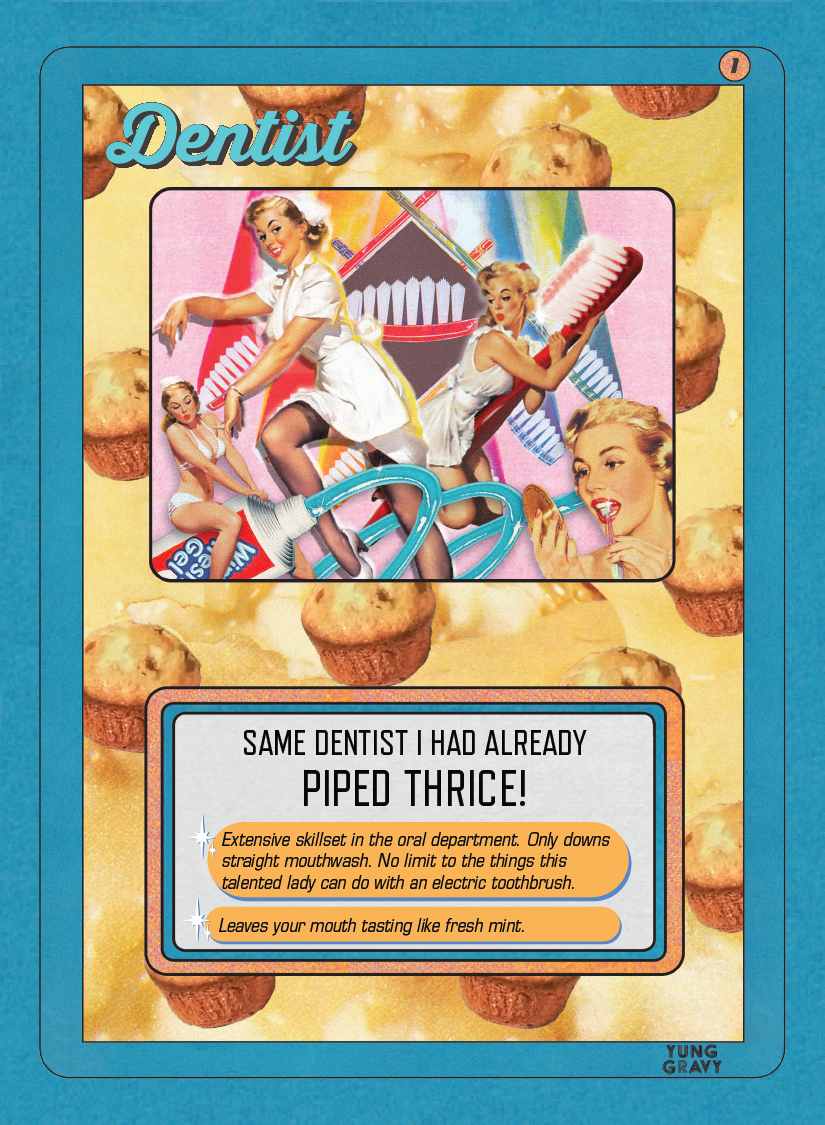 1
Dentist
SAME DENTIST I HAD ALREADY
PIPED THRICE!
Extensive skillset in the oral department. Only downs
straight mouthwash. No limit to the things this
talented lady can do with an electric toothbrush.
Leaves your mouth tasting like fresh mint.
YUNG
GRAVY